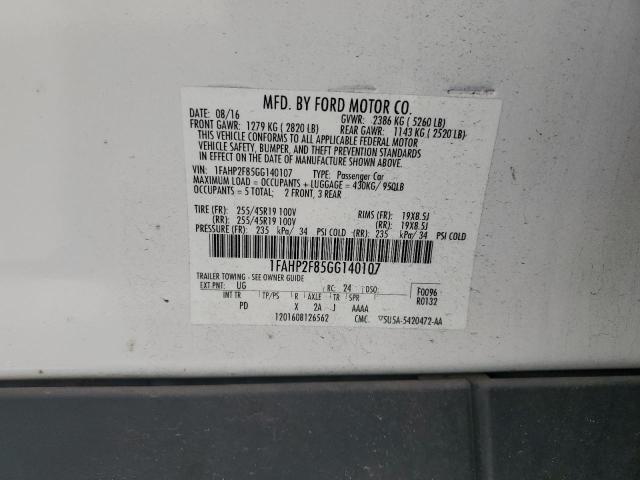 MFD. BY FORD MOTOR CO.
DATE: 08/16 GVWR: 2386 KG ( 5260 LB)
FRONT GAWR: 1279 KG ( 2820 LB) REAR GAWR: 1143 KG ( 2520 LB)
THIS VEHICLE CONFORMS TO ALL APPLICABLE FEDERAL MOTOR
VEHICLE SAFETY, BUMPER, AND THEFT PREVENTION STANDARDS
IN EFFECT ON THE DATE OF MANUFACTURE SHOWN ABOVE.
VIN: 1FAHP2F85GG140107 TYPE: Passenger Car
MAXIMUM LOAD = OCCUPANTS + LUGGAGE = 430KG / 950LB
OCCUPANTS = 5 TOTAL: 2 FRONT, 3 REAR
TIRE (FR): 255/45R19 100V RIMS (FR): 19X8.5J
(RR): 255/45R19 100V (RR): 19X8.5J
PRESSURE (FR): 235 kPa/ 34 PSI COLD (RR): 235 kPa/ 34 PSI COLD
1FAHP2F85GG140107
TRAILER TOWING - SEE OWNER GUIDE
EXT PNT: UG RC: 24 DSO: F0096
INT TR TP/PS R AXLE TR SPR R0132
PD X 2A J AAAA
1201608126562 CMC 5U5A-5420472-AA